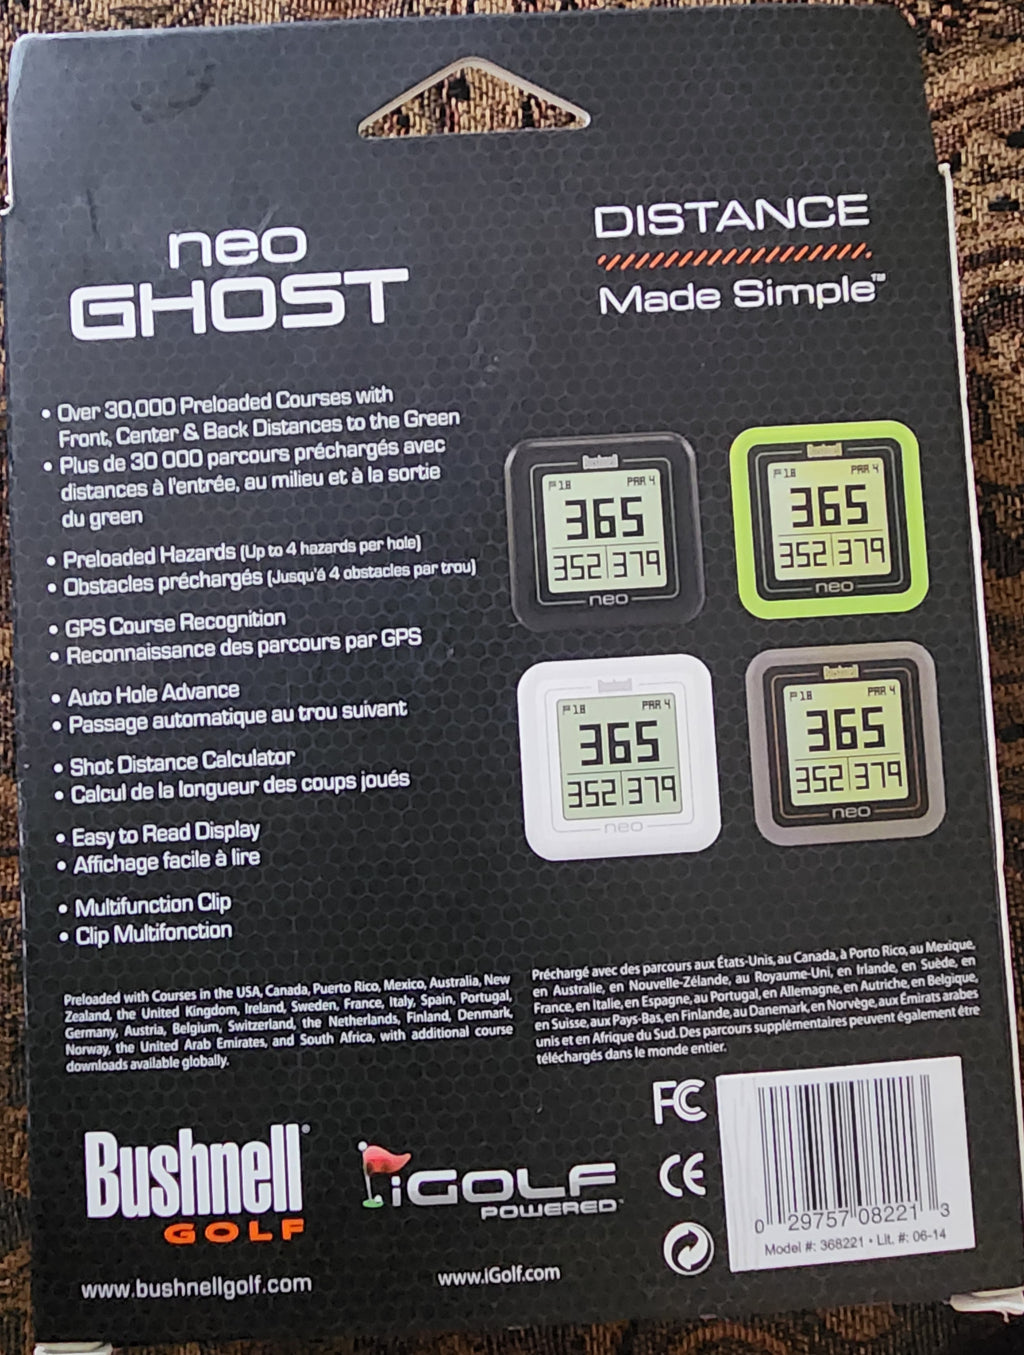 neo
GHOST
DISTANCE
Made Simple™
• Over 30,000 Preloaded Courses with
Front, Center & Back Distances to the Green
• Plus de 30 000 parcours préchargés avec
distances à l'entrée, au milieu et à la sortie
du green
• Preloaded Hazards (Up to 4 hazards per hole)
• Obstacles préchargés (Jusqu'é 4 obstacles par trou)
• GPS Course Recognition
• Reconnaissance des parcours par GPS
• Auto Hole Advance
• Passage automatique au trou suivant
• Shot Distance Calculator
• Calcul de la longueur des coups joués
• Easy to Read Display
• Affichage facile à lire
• Multifunction Clip
• Clip Multifonction
Bushnell
18 PAR 4
365
352 379
neo
Bushnell
18 PAR 4
365
352 379
neo
Bushnell
18 PAR 4
365
352 379
neo
Bushnell
18 PAR 4
365
352 379
neo
Preloaded with Courses in the USA, Canada, Puerto Rico, Mexico, Australia, New
Zealand, the United Kingdom, Ireland, Sweden, France, Italy, Spain, Portugal,
Germany, Austria, Belgium, Switzerland, the Netherlands, Finland, Denmark,
Norway, the United Arab Emirates, and South Africa, with additional course
downloads available globally.
Préchargé avec des parcours aux États-Unis, au Canada, à Porto Rico, au Mexique,
en Australie, en Nouvelle-Zélande, au Royaume-Uni, en Irlande, en Suède, en
France, en Italie, en Espagne, au Portugal, en Allemagne, en Autriche, en Belgique,
en Suisse, aux Pays-Bas, en Finlande, au Danemark, en Norvège, aux Émirats arabes
unis et en Afrique du Sud. Des parcours supplémentaires peuvent également être
téléchargés dans le monde entier.
Bushnell®
GOLF
www.bushnellgolf.com
iGOLF
POWERED™
www.iGolf.com
FC
CE
0 29757 08221 3
Model #: 368221 • Lit. #: 06-14